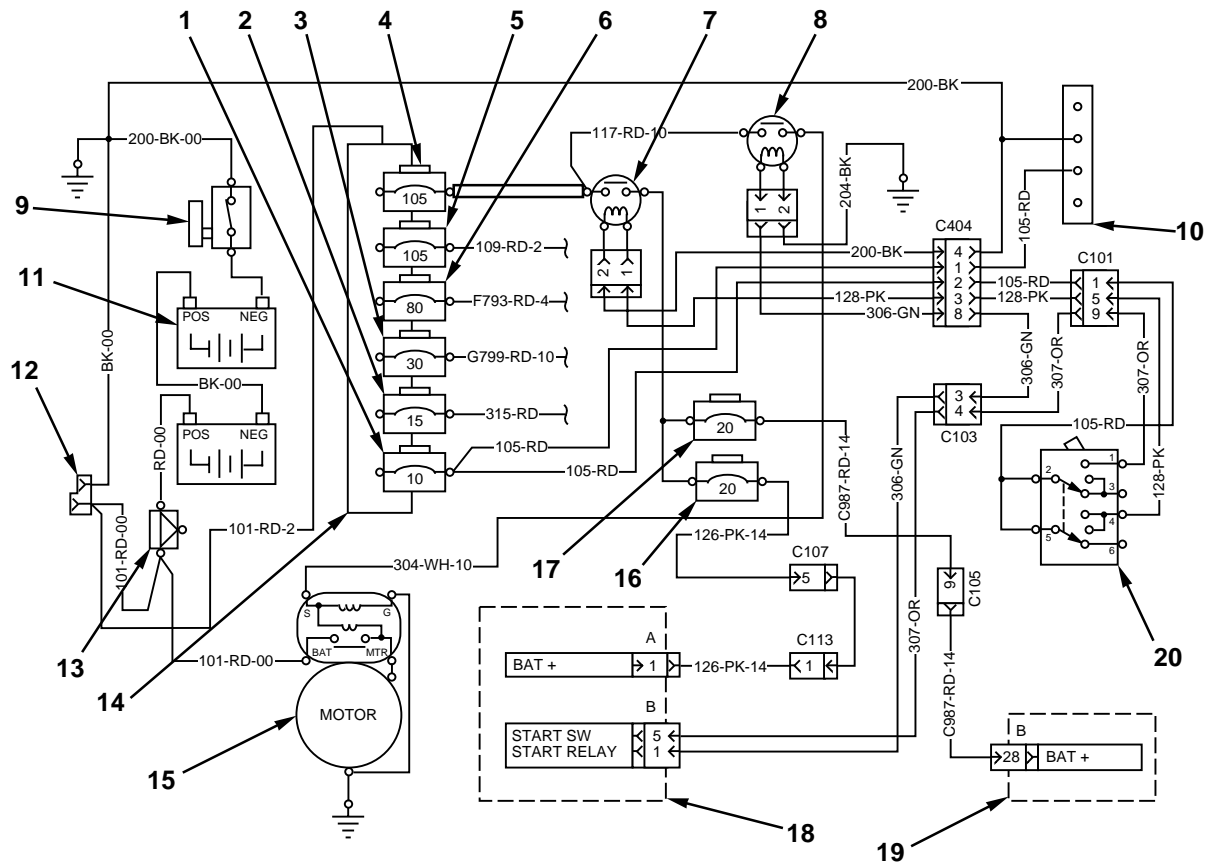 1 2 3 4 5 6 7 8
200-BK
200-BK-00
117-RD-10
105
204-BK
105-RD
9
10
105
109-RD-2
1 2
C404
C101
200-BK
4
1
2
3
8
105-RD
128-PK
1
5
9
2 1
128-PK
306-GN
11
POS NEG
80
F793-RD-4
BK-00
30
G799-RD-10
306-GN
307-OR
307-OR
BK-00
12
15
315-RD
3
4
C103
POS NEG
RD-00
20
105-RD
105-RD
10
105-RD
C987-RD-14
306-GN
128-PK
1
2
3
4
5
6
101-RD-2
101-RD-00
20
126-PK-14
304-WH-10
17
16
C107
5
9
C105
13
S G
BAT MTR
101-RD-00
14
C113
1
307-OR
20
A
BAT +
1
126-PK-14
C987-RD-14
MOTOR
15
B
START SW
START RELAY
5
1
B
28
BAT +
18
19